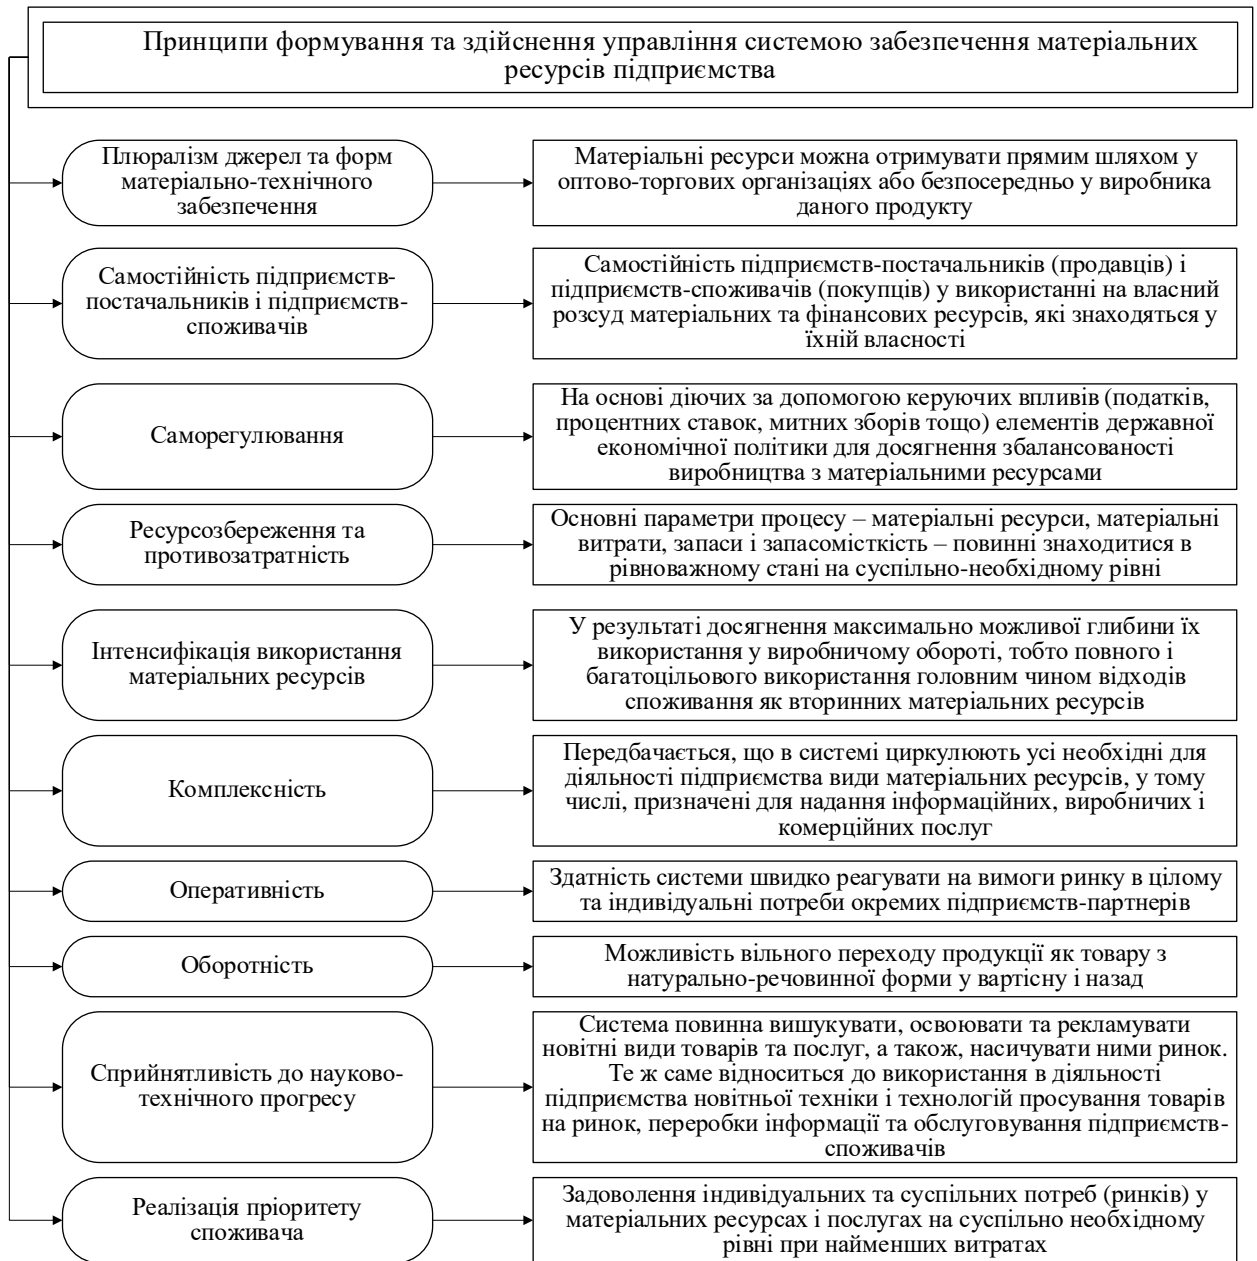 Принципи формування та здійснення управління системою забезпечення матеріальних
ресурсів підприємства
Плюралізм джерел та форм
матеріально-технічного
забезпечення
Матеріальні ресурси можна отримувати прямим шляхом у
оптово-торгових організаціях або безпосередньо у виробника
даного продукту
Самостійність підприємств-
постачальників і підприємств-
споживачів
Самостійність підприємств-постачальників (продавців) і
підприємств-споживачів (покупців) у використанні на власний
розсуд матеріальних та фінансових ресурсів, які знаходяться у
їхній власності
Саморегулювання
На основі діючих за допомогою керуючих впливів (податків,
процентних ставок, митних зборів тощо) елементів державної
економічної політики для досягнення збалансованості
виробництва з матеріальними ресурсами
Ресурсозбереження та
противозатратність
Основні параметри процесу – матеріальні ресурси, матеріальні
витрати, запаси і запасомісткість – повинні знаходитися в
рівноважному стані на суспільно-необхідному рівні
Інтенсифікація використання
матеріальних ресурсів
У результаті досягнення максимально можливої глибини їх
використання у виробничому обороті, тобто повного і
багатоцільового використання головним чином відходів
споживання як вторинних матеріальних ресурсів
Комплексність
Передбачається, що в системі циркулюють усі необхідні для
діяльності підприємства види матеріальних ресурсів, у тому
числі, призначені для надання інформаційних, виробничих і
комерційних послуг
Оперативність
Здатність системи швидко реагувати на вимоги ринку в цілому
та індивідуальні потреби окремих підприємств-партнерів
Оборотність
Можливість вільного переходу продукції як товару з
натурально-речовинної форми у вартісну і назад
Сприйнятливість до науково-
технічного прогресу
Система повинна вишукувати, освоювати та рекламувати
новітні види товарів та послуг, а також, насичувати ними ринок.
Те ж саме відноситься до використання в діяльності
підприємства новітньої техніки і технологій просування товарів
на ринок, переробки інформації та обслуговування підприємств-
споживачів
Реалізація пріоритету
споживача
Задоволення індивідуальних та суспільних потреб (ринків) у
матеріальних ресурсах і послугах на суспільно необхідному
рівні при найменших витратах